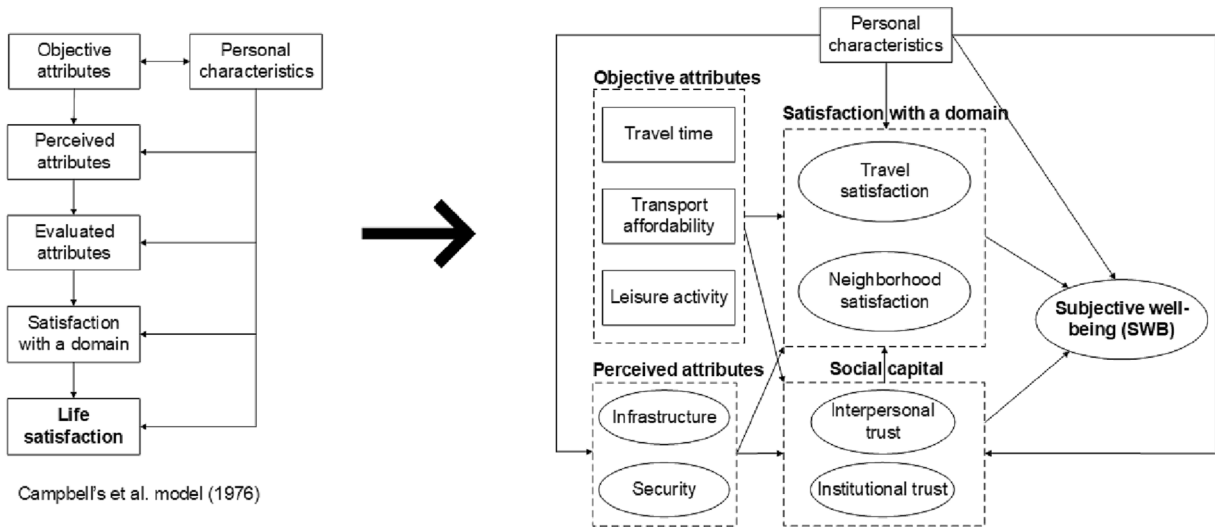 Objective
attributes
Personal
characteristics
Perceived
attributes
Evaluated
attributes
Satisfaction
with a domain
Life
satisfaction
Campbell's et al. model (1976)
Personal
characteristics
Objective attributes
Travel time
Transport
affordability
Leisure activity
Satisfaction with a domain
Travel
satisfaction
Neighborhood
satisfaction
Subjective well-
being (SWB)
Perceived attributes
Infrastructure
Security
Social capital
Interpersonal
trust
Institutional trust